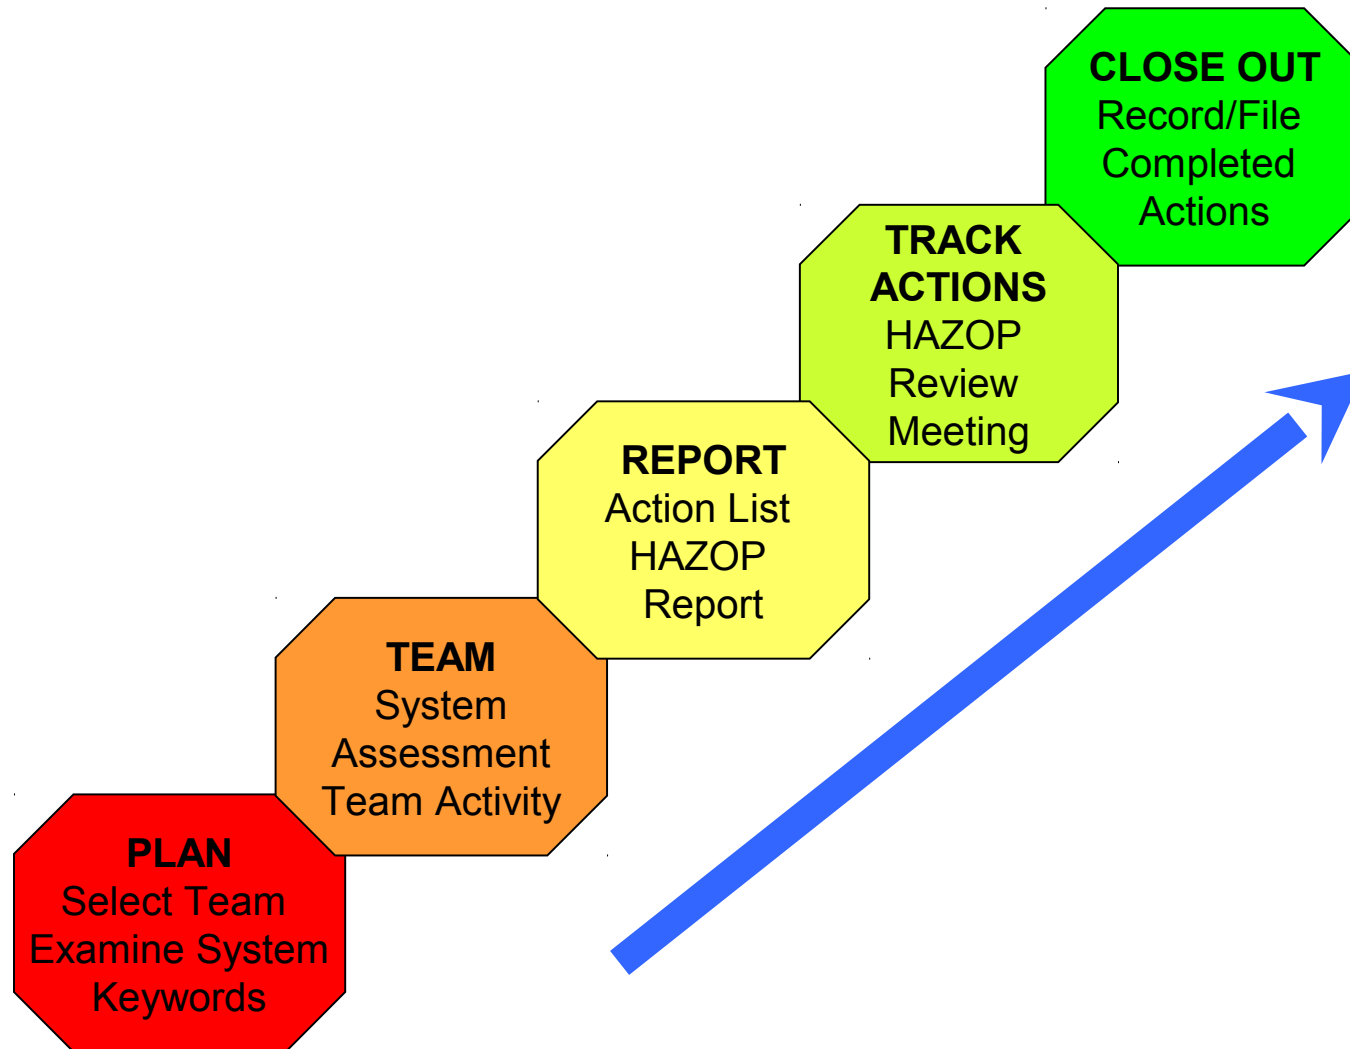 CLOSE OUT
Record/File
Completed
Actions
TRACK
ACTIONS
HAZOP
Review
Meeting
REPORT
Action List
HAZOP
Report
TEAM
System
Assessment
Team Activity
PLAN
Select Team
Examine System
Keywords